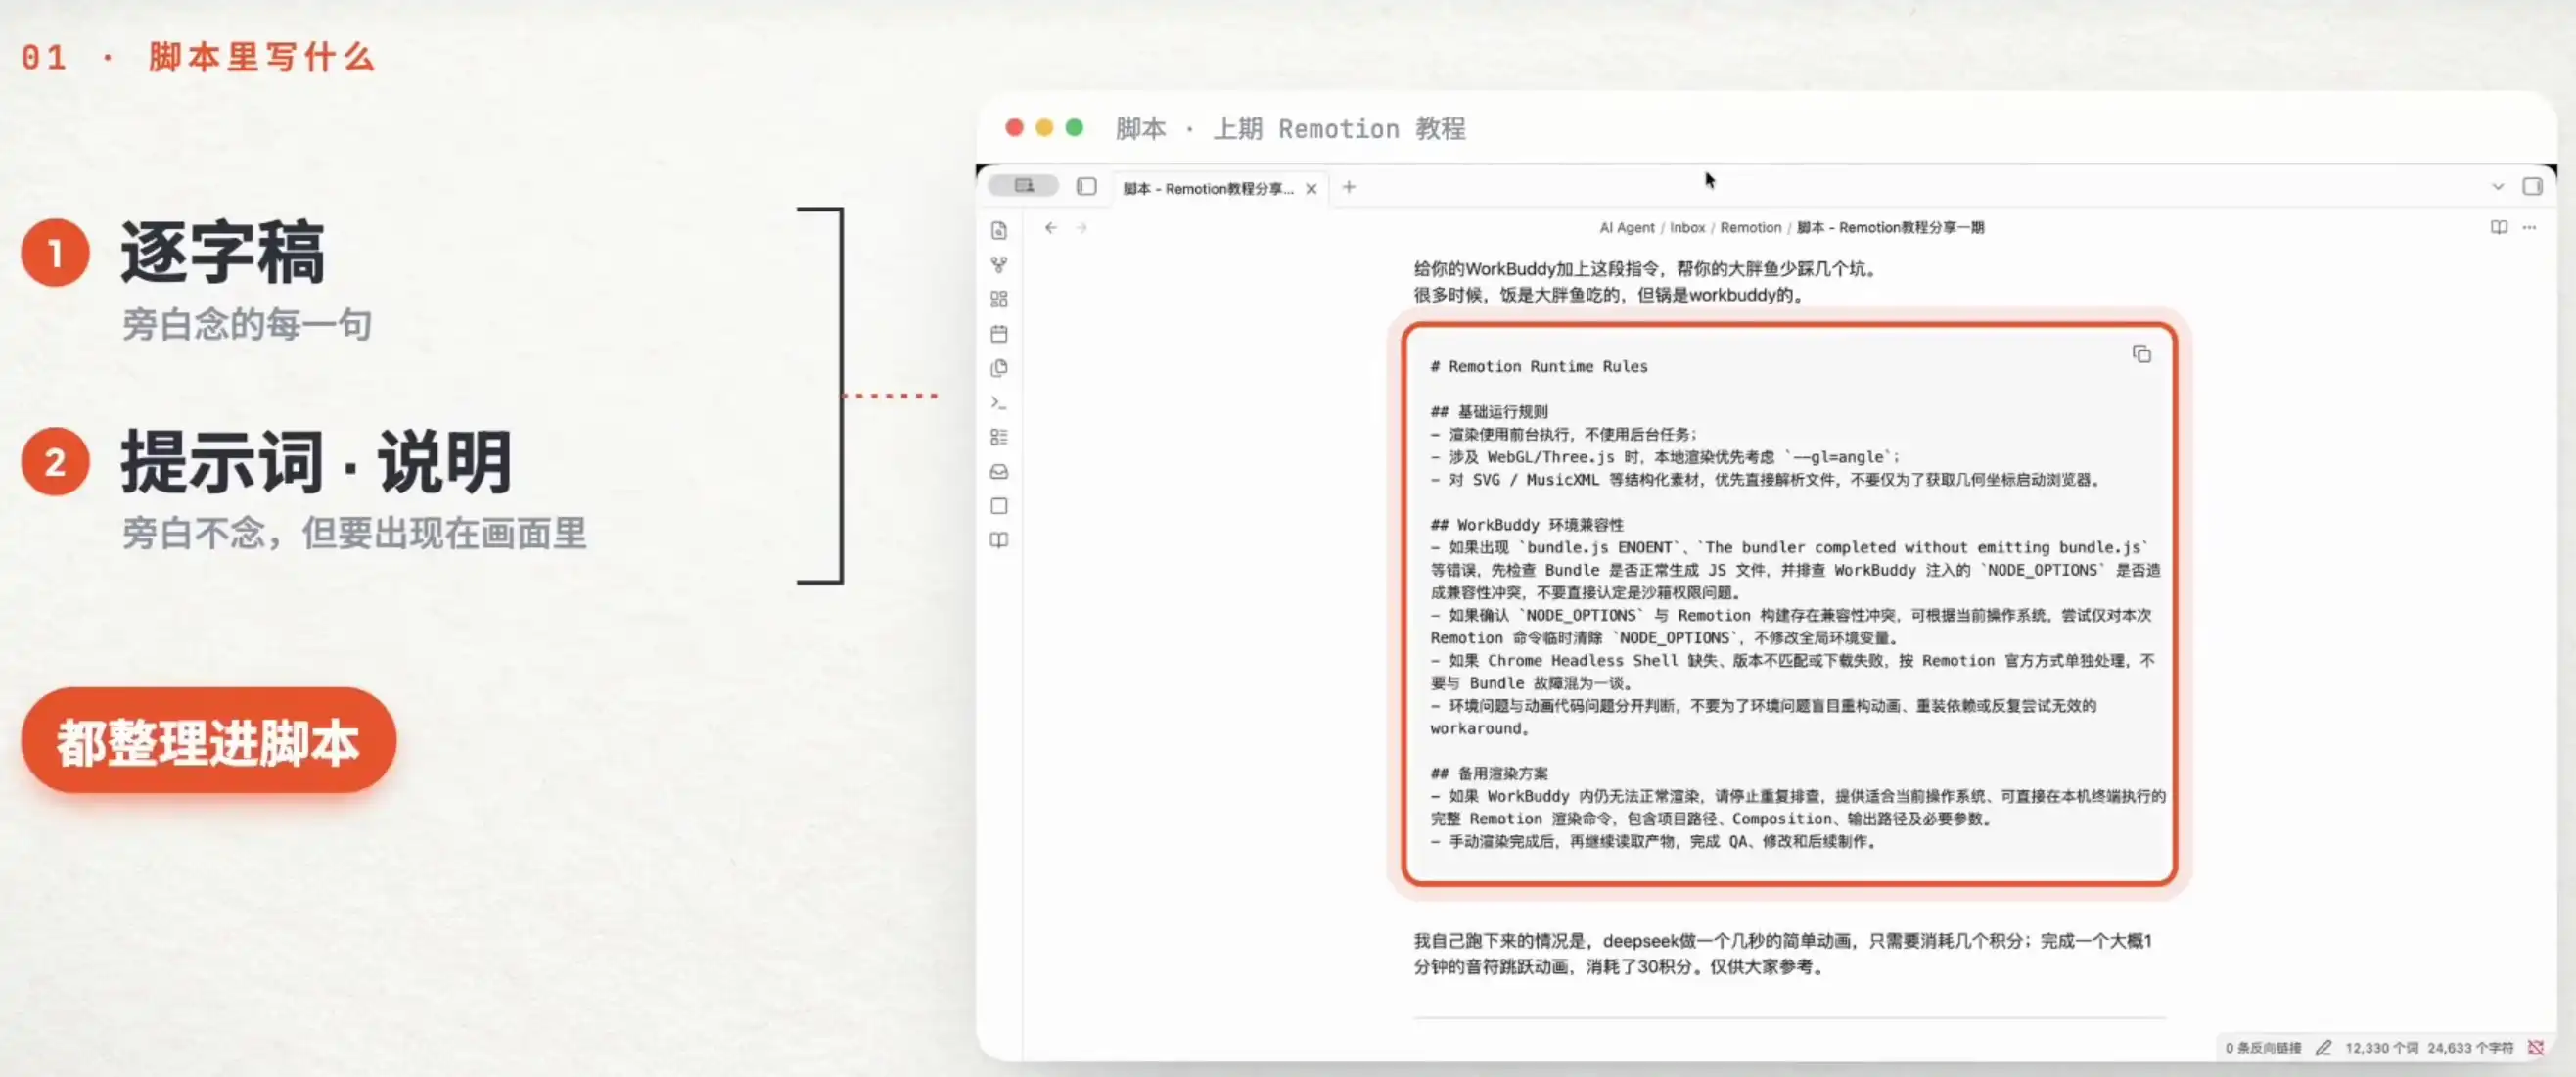 01 · 脚本里写什么
1 逐字稿
旁白念的每一句
2 提示词 · 说明
旁白不念，但要出现在画面里
都整理进脚本
脚本 · 上期 Remotion 教程
脚本 - Remotion教程分享...
AI Agent / Inbox / Remotion / 脚本 - Remotion教程分享一期
给你的WorkBuddy加上这段指令，帮你的大胖鱼少踩几个坑。
很多时候，饭是大胖鱼吃的，但锅是workbuddy的。
# Remotion Runtime Rules
## 基础运行规则
- 渲染使用前台执行，不使用后台任务；
- 涉及 WebGL/Three.js 时，本地渲染优先考虑 `--gl=angle`；
- 对 SVG / MusicXML 等结构化素材，优先直接解析文件，不要仅为了获取几何坐标启动浏览器。
## WorkBuddy 环境兼容性
- 如果出现 `bundle.js ENOENT`、`The bundler completed without emitting bundle.js`
等错误，先检查 Bundle 是否正常生成 JS 文件，并排查 WorkBuddy 注入的 `NODE_OPTIONS` 是否造
成兼容性冲突，不要直接认定是沙箱权限问题。
- 如果确认 `NODE_OPTIONS` 与 Remotion 构建存在兼容性冲突，可根据当前操作系统，尝试仅对本次
Remotion 命令临时清除 `NODE_OPTIONS`，不修改全局环境变量。
- 如果 Chrome Headless Shell 缺失、版本不匹配或下载失败，按 Remotion 官方方式单独处理，不
要与 Bundle 故障混为一谈。
- 环境问题与动画代码问题分开判断，不要为了环境问题盲目重构动画、重装依赖或反复尝试无效的
workaround。
## 备用渲染方案
- 如果 WorkBuddy 内仍无法正常渲染，请停止重复排查，提供适合当前操作系统、可直接在本机终端执行的
完整 Remotion 渲染命令，包含项目路径、Composition、输出路径及必要参数。
- 手动渲染完成后，再继续读取产物，完成 QA、修改和后续制作。
我自己跑下来的情况是，deepseek做一个几秒的简单动画，只需要消耗几个积分；完成一个大概1
分钟的音符跳跃动画，消耗了30积分。仅供大家参考。
0 条反向链接 12,330 个词 24,633 个字符